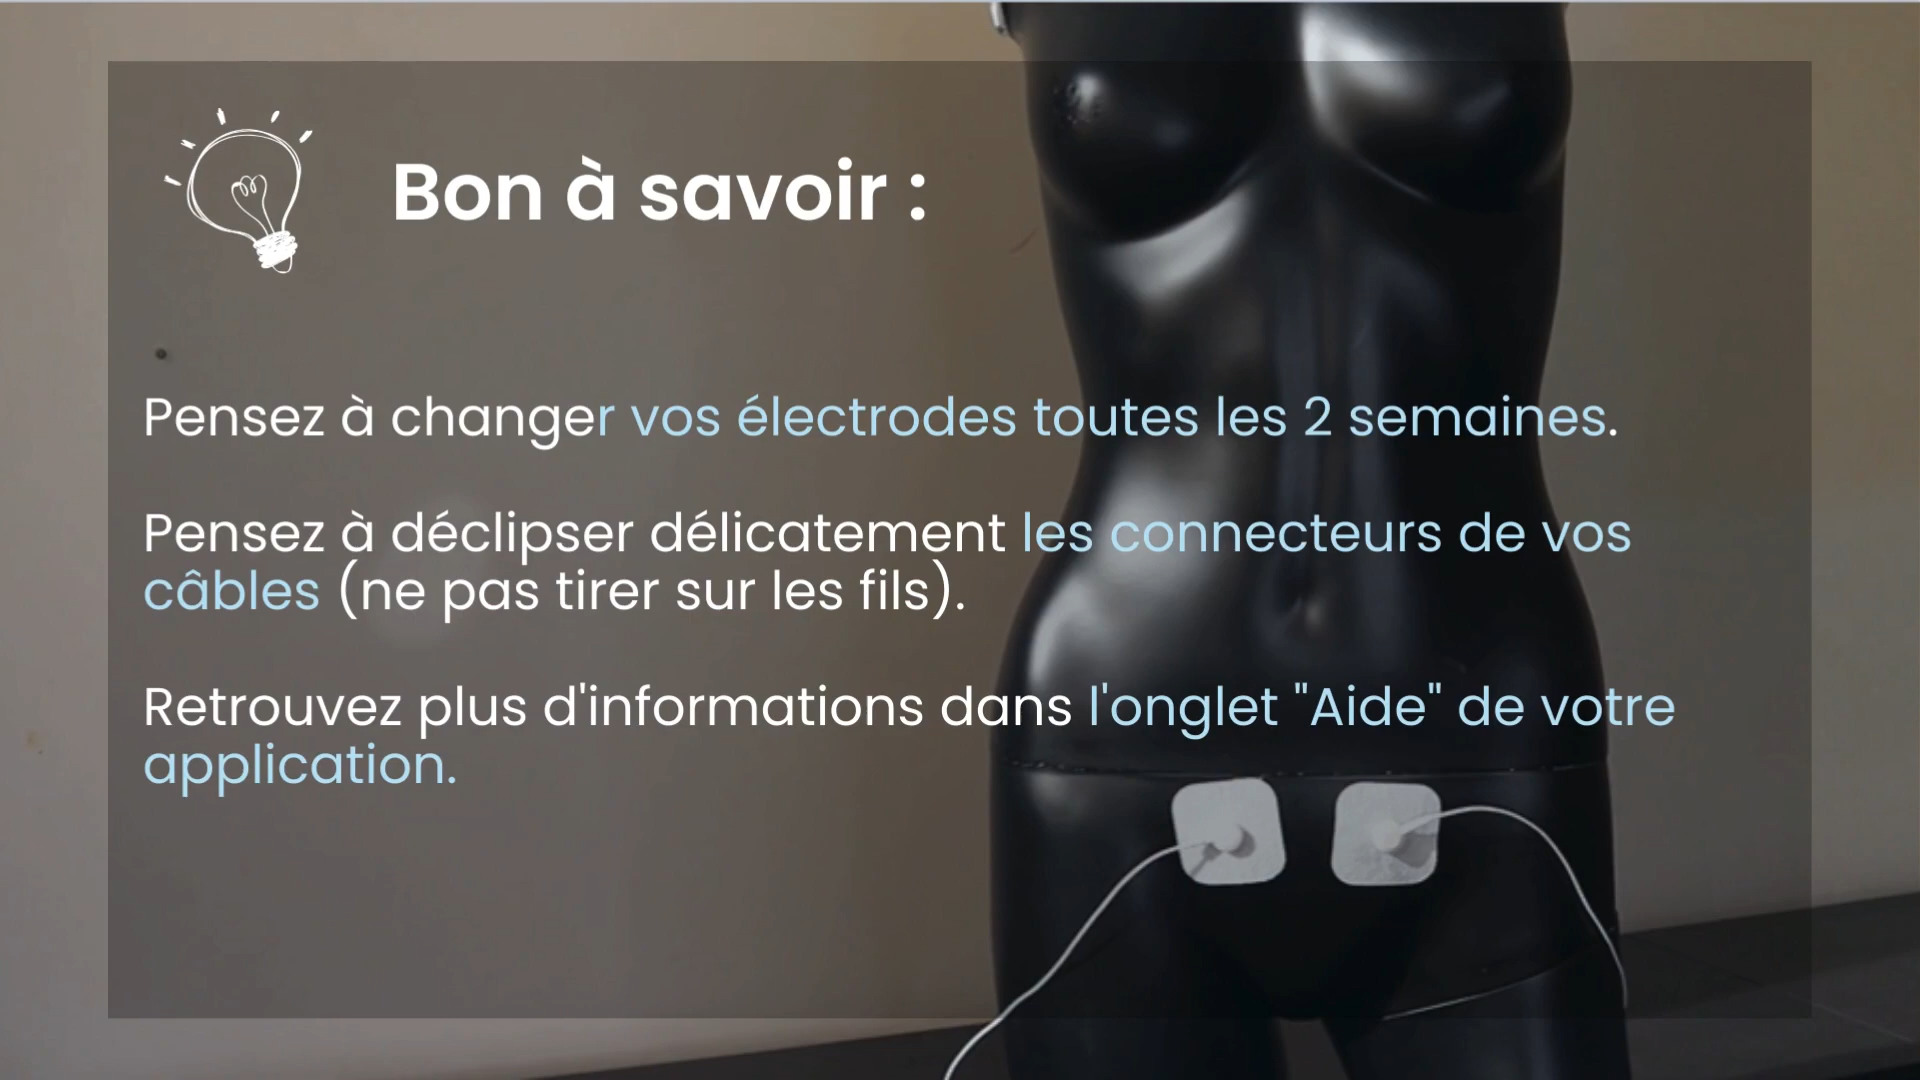 Bon à savoir :
Pensez à changer vos électrodes toutes les 2 semaines.
Pensez à déclipser délicatement les connecteurs de vos
câbles (ne pas tirer sur les fils).
Retrouvez plus d'informations dans l'onglet "Aide" de votre
application.